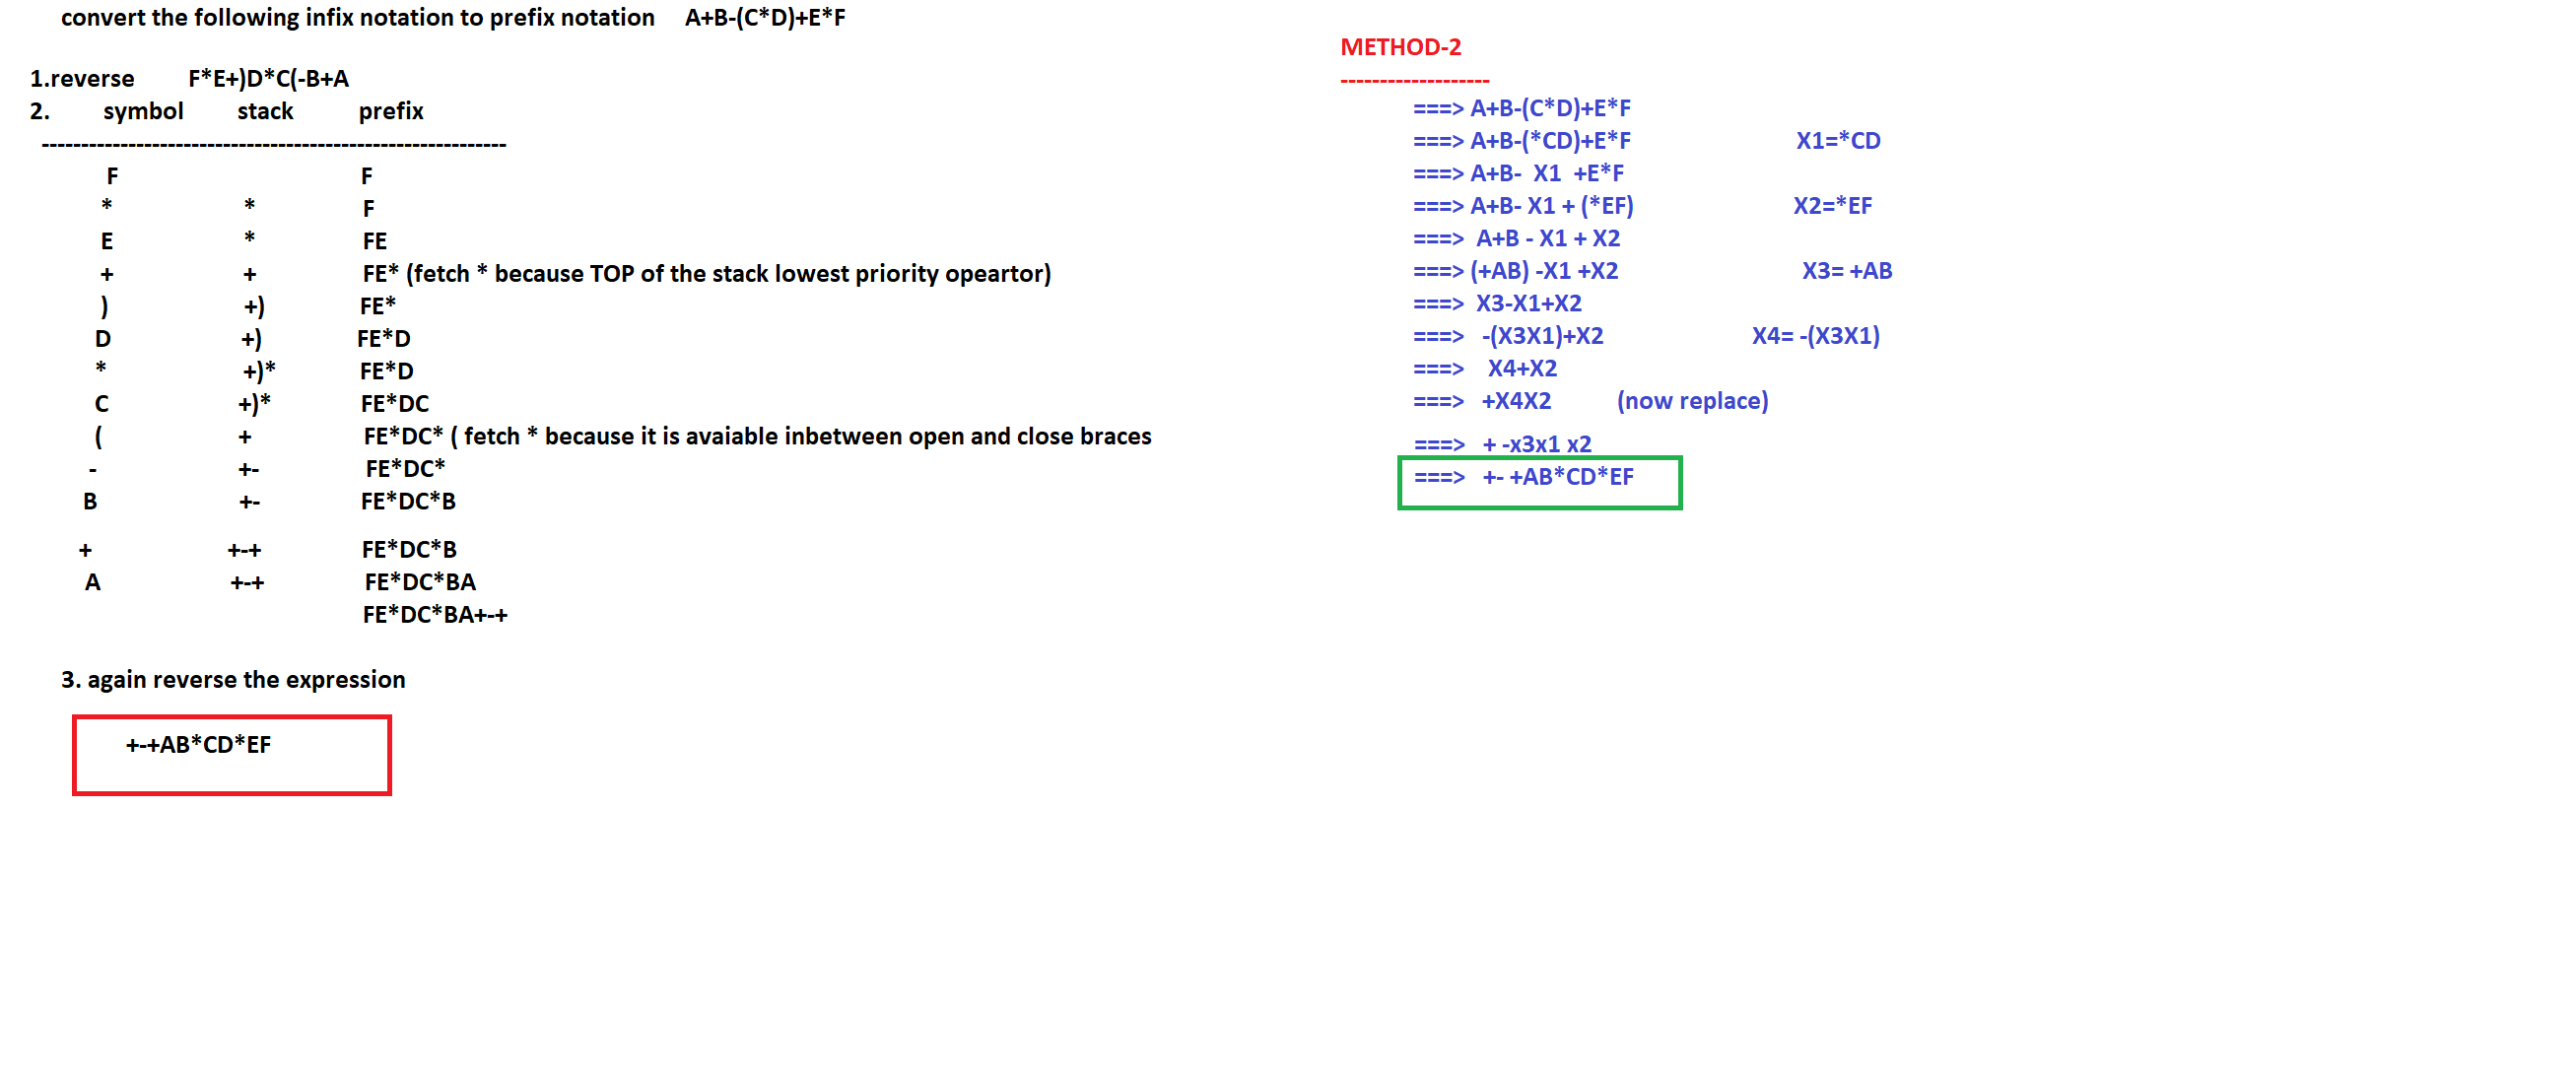 convert the following infix notation to prefix notation A+B-(C*D)+E*F
1.reverse F*E+)D*C(-B+A
2. symbol stack prefix
------------------------------------------------------------
F F
* * F
E * FE
+ + FE* (fetch * because TOP of the stack lowest priority opeartor)
) +) FE*
D +) FE*D
* +)* FE*D
C +)* FE*DC
( + FE*DC* ( fetch * because it is avaiable inbetween open and close braces
- +- FE*DC*
B +- FE*DC*B
+ +-+ FE*DC*B
A +-+ FE*DC*BA
FE*DC*BA+-+
3. again reverse the expression
+-+AB*CD*EF
METHOD-2
-------------------
===> A+B-(C*D)+E*F
===> A+B-(*CD)+E*F X1=*CD
===> A+B- X1 +E*F
===> A+B- X1 + (*EF) X2=*EF
===> A+B - X1 + X2
===> (+AB) -X1 +X2 X3= +AB
===> X3-X1+X2
===> -(X3X1)+X2 X4= -(X3X1)
===> X4+X2
===> +X4X2 (now replace)
===> + -x3x1 x2
===> +- +AB*CD*EF